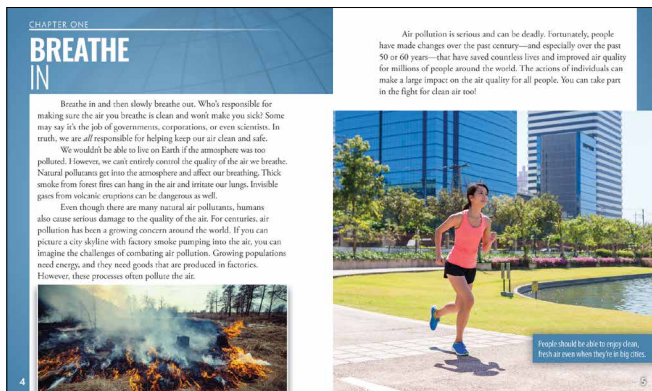 CHAPTER ONE
BREATHE
IN
Breathe in and then slowly breathe out. Who's responsible for
making sure the air you breathe is clean and won't make you sick? Some
may say it's the job of governments, corporations, or even scientists. In
truth, we are all responsible for helping keep our air clean and safe.
We wouldn't be able to live on Earth if the atmosphere was too
polluted. However, we can't entirely control the quality of the air we breathe.
Natural pollutants get into the atmosphere and affect our breathing. Thick
smoke from forest fires can hang in the air and irritate our lungs. Invisible
gases from volcanic eruptions can be dangerous as well.
Even though there are many natural air pollutants, humans
also cause serious damage to the quality of the air. For centuries, air
pollution has been a growing concern around the world. If you can
picture a city skyline with factory smoke pumping into the air, you can
imagine the challenges of combating air pollution. Growing populations
need energy, and they need goods that are produced in factories.
However, these processes often pollute the air.
4
Air pollution is serious and can be deadly. Fortunately, people
have made changes over the past century—and especially over the past
50 or 60 years—that have saved countless lives and improved air quality
for millions of people around the world. The actions of individuals can
make a large impact on the air quality for all people. You can take part
in the fight for clean air too!
People should be able to enjoy clean,
fresh air even when they're in big cities.
5